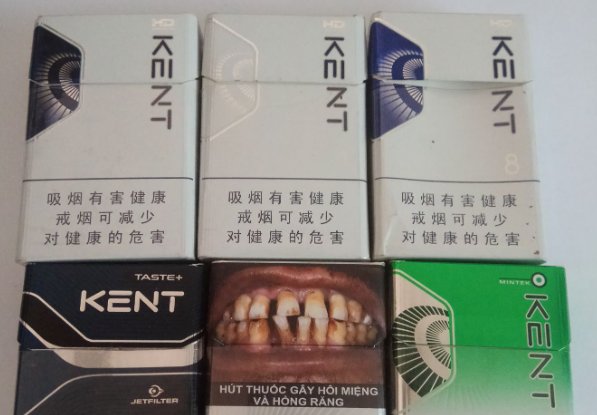 HD
KENT
吸烟有害健康
戒烟可减少
对健康的危害
HD
KENT
吸烟有害健康
戒烟可减少
对健康的危害
HD
KENT
8
吸烟有害健康
戒烟可减少
对健康的危害
TASTE+
KENT
JETFILTER
HÚT THUỐC GÂY HÔI MIỆNG
VÀ HỎNG RĂNG
MINTEK
KENT